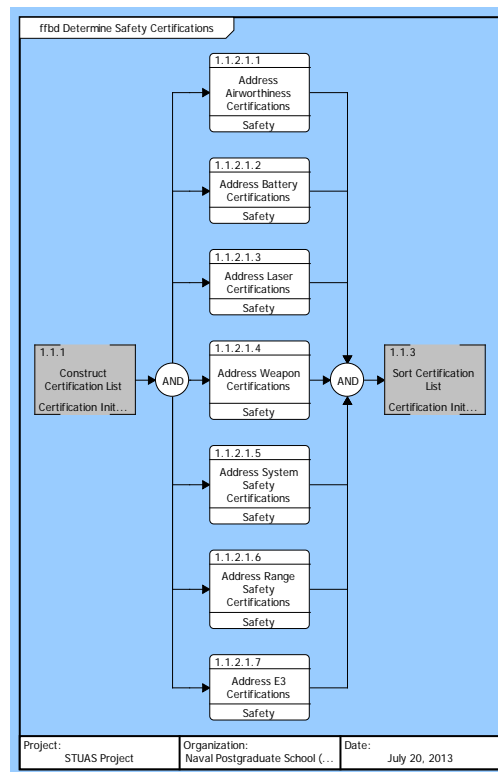 ffbd Determine Safety Certifications
1.1.2.1.1
Address
Airworthiness
Certifications
Safety
1.1.2.1.2
Address Battery
Certifications
Safety
1.1.2.1.3
Address Laser
Certifications
Safety
1.1.1
Construct
Certification List
Certification Init...
AND
1.1.2.1.4
Address Weapon
Certifications
Safety
AND
1.1.3
Sort Certification
List
Certification Init...
1.1.2.1.5
Address System
Safety
Certifications
Safety
1.1.2.1.6
Address Range
Safety
Certifications
Safety
1.1.2.1.7
Address E3
Certifications
Safety
Project:
STUAS Project
Organization:
Naval Postgraduate School (...
Date:
July 20, 2013